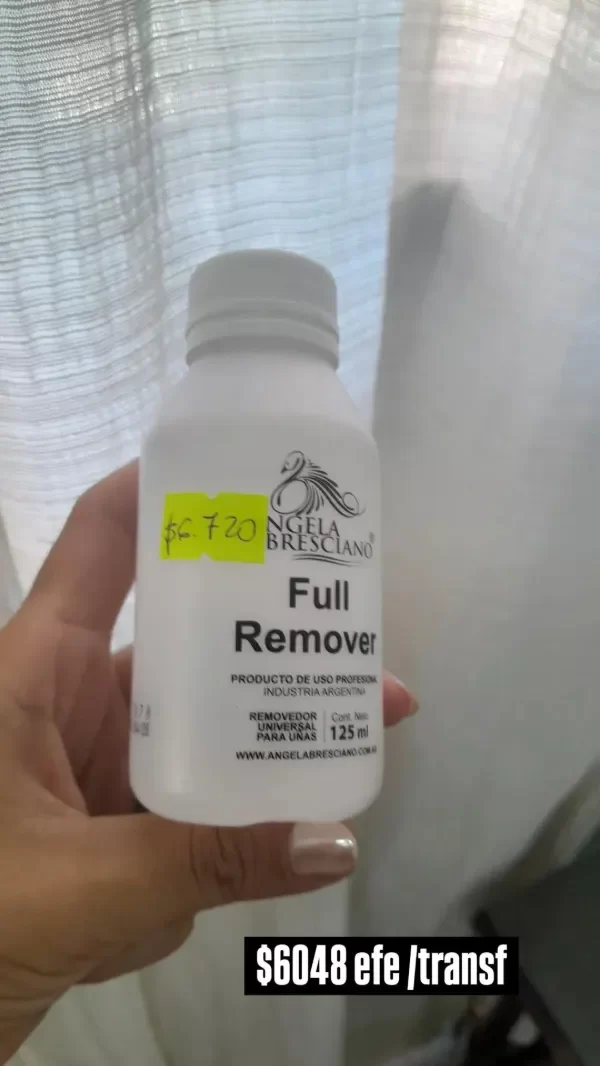 $6.720
NGELA
BRESCIANO®
Full
Remover
PRODUCTO DE USO PROFESIONAL
INDUSTRIA ARGENTINA
REMOVEDOR
UNIVERSAL
PARA UÑAS
Cont. Neto
125 ml
WWW.ANGELABRESCIANO.COM.AR
$6048 efe /transf